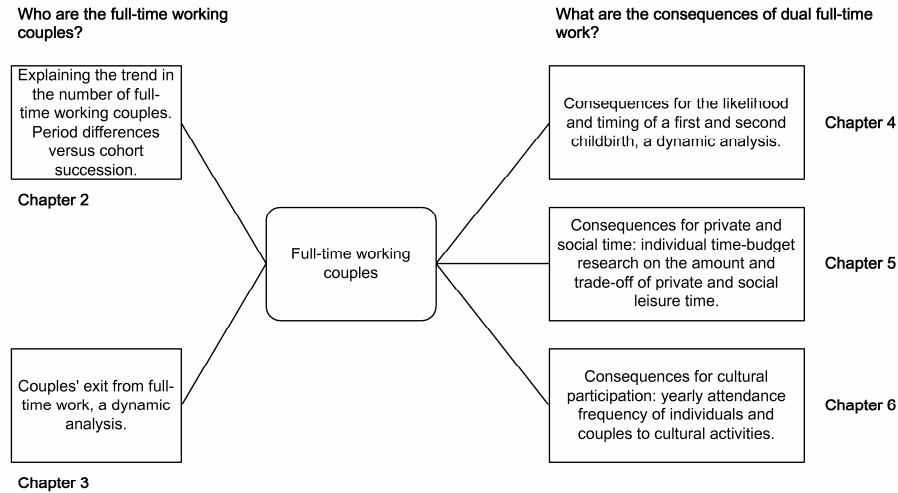 Who are the full-time working
couples?
Explaining the trend in
the number of full-
time working couples.
Period differences
versus cohort
succession.
Chapter 2
Couples' exit from full-
time work, a dynamic
analysis.
Chapter 3
Full-time working
couples
What are the consequences of dual full-time
work?
Consequences for the likelihood
and timing of a first and second
childbirth, a dynamic analysis.
Chapter 4
Consequences for private and
social time: individual time-budget
research on the amount and
trade-off of private and social
leisure time.
Chapter 5
Consequences for cultural
participation: yearly attendance
frequency of individuals and
couples to cultural activities.
Chapter 6